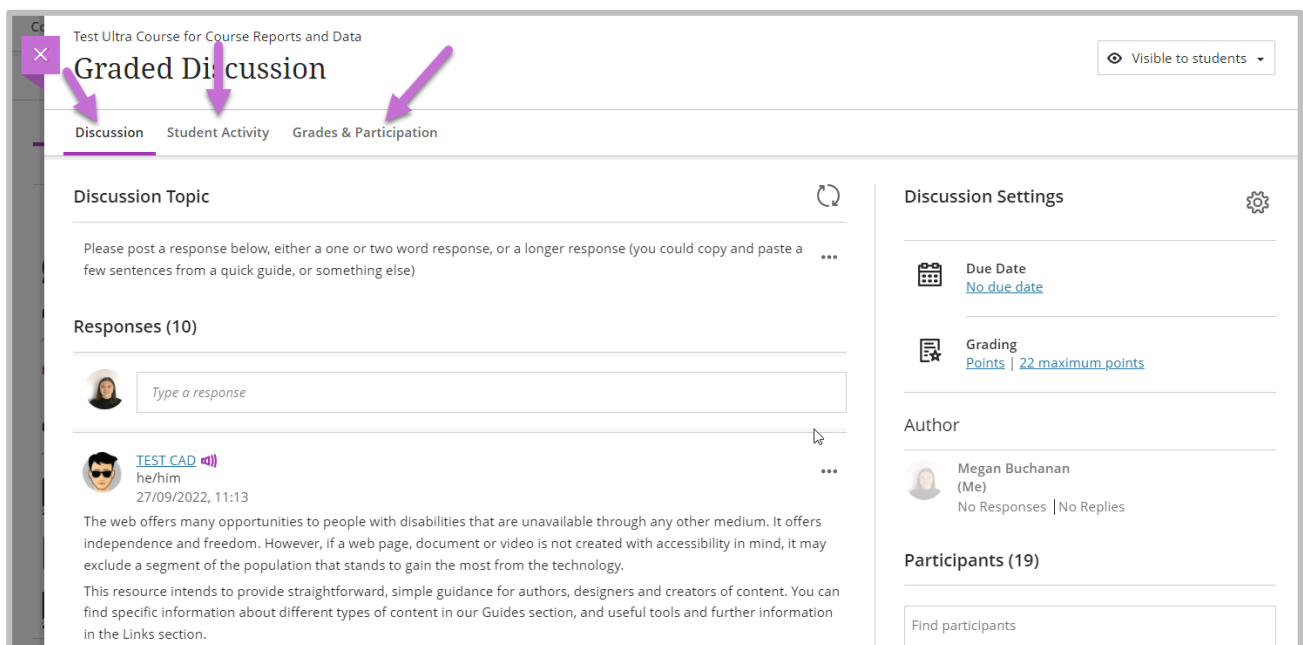 Co
Test Ultra Course for Course Reports and Data
Graded Discussion
Visible to students
Discussion
Student Activity
Grades & Participation
Discussion Topic
Please post a response below, either a one or two word response, or a longer response (you could copy and paste a
few sentences from a quick guide, or something else)
Responses (10)
Type a response
TEST CAD
he/him
27/09/2022, 11:13
The web offers many opportunities to people with disabilities that are unavailable through any other medium. It offers
independence and freedom. However, if a web page, document or video is not created with accessibility in mind, it may
exclude a segment of the population that stands to gain the most from the technology.
This resource intends to provide straightforward, simple guidance for authors, designers and creators of content. You can
find specific information about different types of content in our Guides section, and useful tools and further information
in the Links section.
Discussion Settings
Due Date
No due date
Grading
Points | 22 maximum points
Author
Megan Buchanan
(Me)
No Responses | No Replies
Participants (19)
Find participants